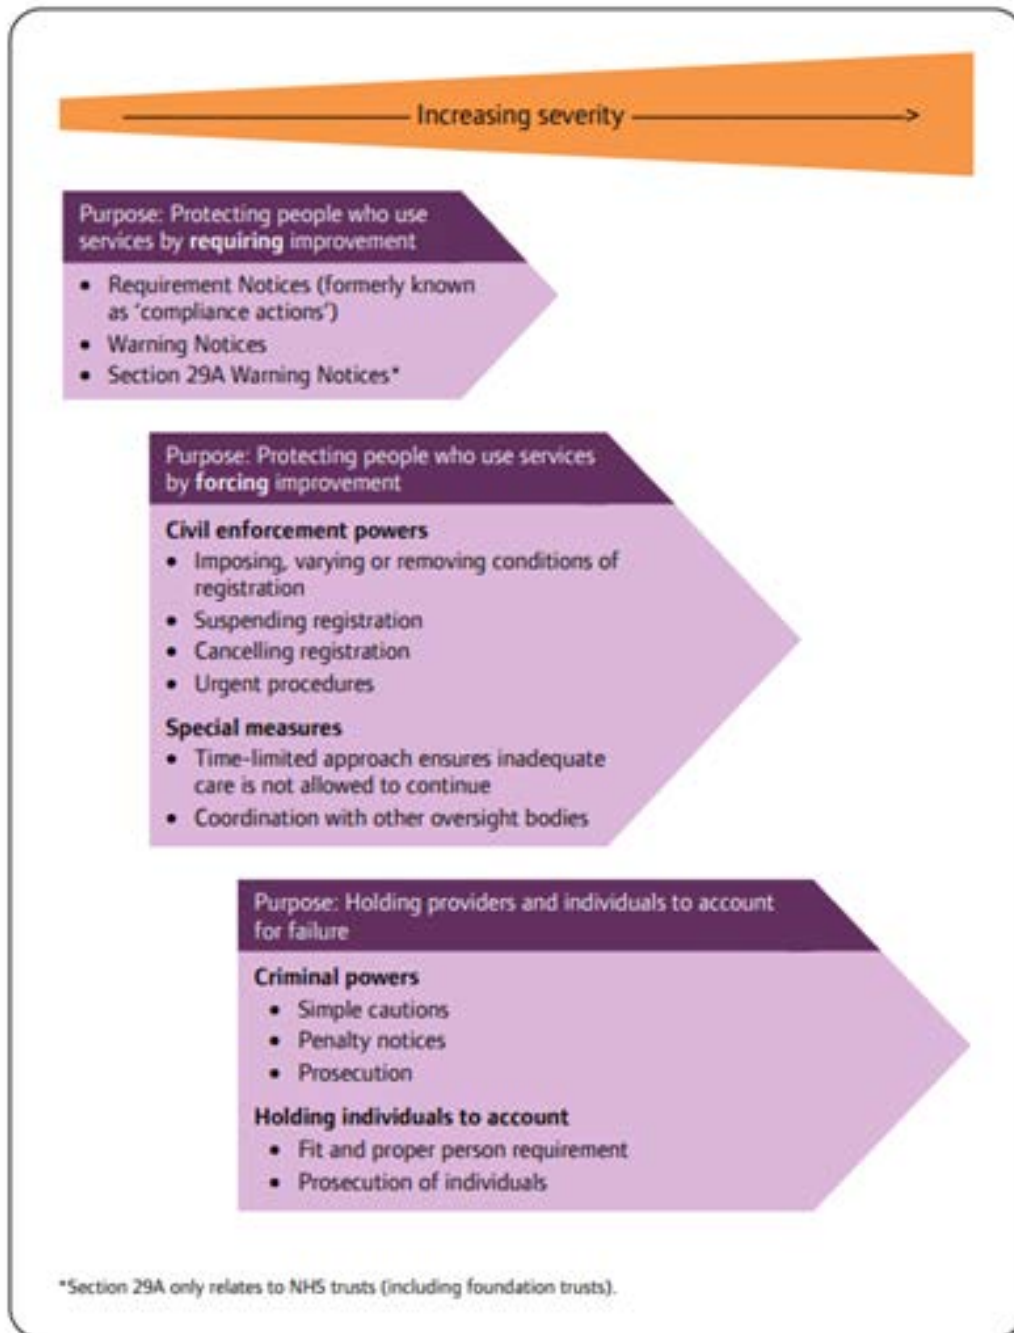 Increasing severity
Purpose: Protecting people who use
services by requiring improvement
• Requirement Notices (formerly known
as ‘compliance actions’)
• Warning Notices
• Section 29A Warning Notices*
Purpose: Protecting people who use services
by forcing improvement
Civil enforcement powers
• Imposing, varying or removing conditions of
registration
• Suspending registration
• Cancelling registration
• Urgent procedures
Special measures
• Time-limited approach ensures inadequate
care is not allowed to continue
• Coordination with other oversight bodies
Purpose: Holding providers and individuals to account
for failure
Criminal powers
• Simple cautions
• Penalty notices
• Prosecution
Holding individuals to account
• Fit and proper person requirement
• Prosecution of individuals
*Section 29A only relates to NHS trusts (including foundation trusts).